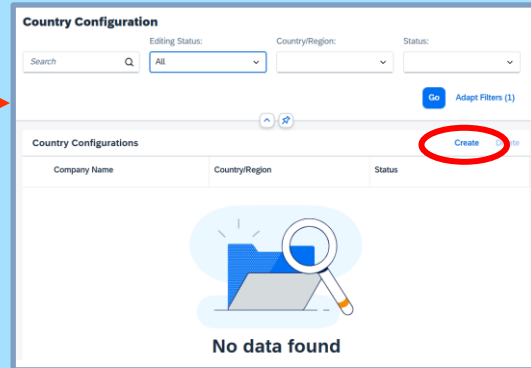 Country Configuration
Editing Status: Country/Region: Status:
Search All
Go Adapt Filters (1)
Country Configurations Create Delete
Company Name Country/Region Status
No data found